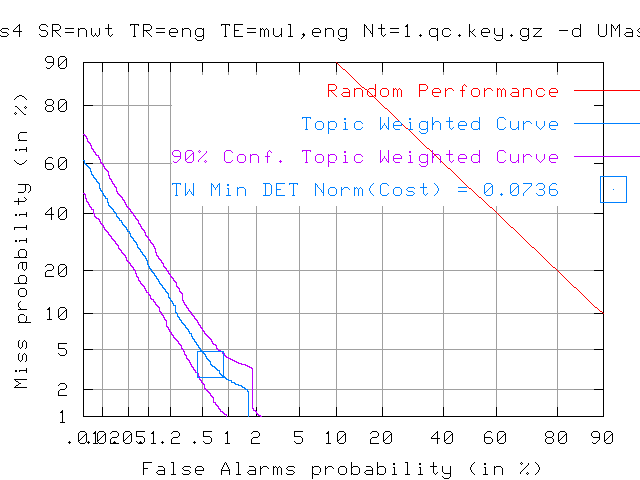 s4 SR=nwt TR=eng TE=mul,eng Nt=1.qc.key.gz -d UMas
90
80
60
40
20
10
5
2
1
Miss probability (in %)
Random Performance
Topic Weighted Curve
90% Conf. Topic Weighted Curve
TW Min DET Norm(Cost) = 0.0736
.5 1 2 5 10 20 40 60 80 90
False Alarms probability (in %)